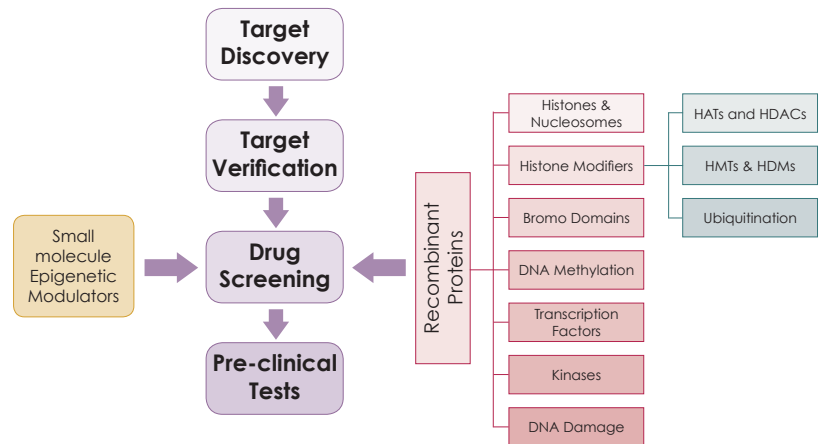 Target
Discovery
Target
Verification
Drug
Screening
Pre-clinical
Tests
Small
molecule
Epigenetic
Modulators
Recombinant
Proteins
Histones &
Nucleosomes
Histone Modifiers
Bromo Domains
DNA Methylation
Transcription
Factors
Kinases
DNA Damage
HATs and HDACs
HMTs & HDMs
Ubiquitination